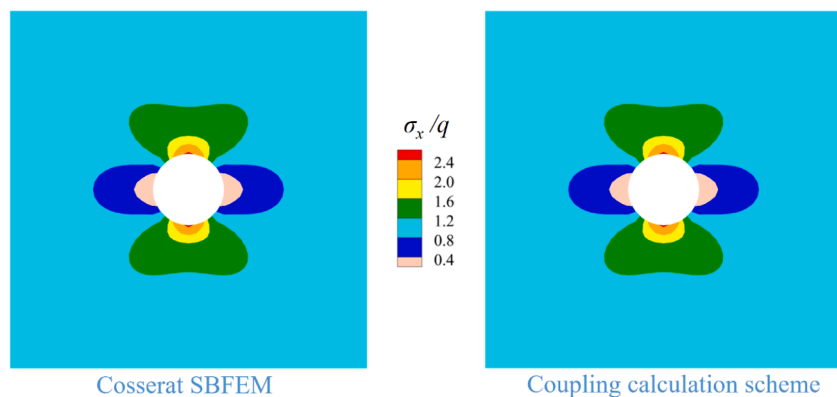 σx /q
2.4
2.0
1.6
1.2
0.8
0.4
Cosserat SBFEM
Coupling calculation scheme